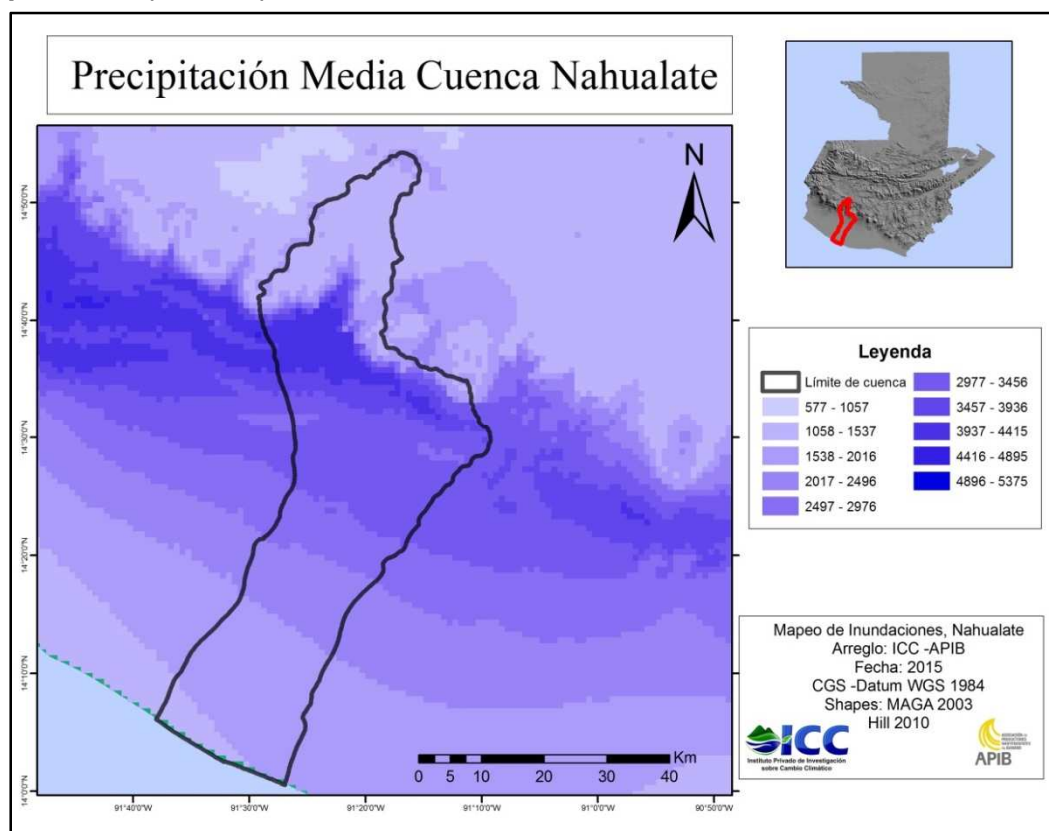 Precipitación Media Cuenca Nahualate
N
14°50'0"N
14°40'0"N
14°30'0"N
14°20'0"N
14°10'0"N
14°0'0"N
91°40'0"W
91°30'0"W
91°20'0"W
91°10'0"W
91°0'0"W
90°50'0"W
Km
0 5 10 20 30 40
Leyenda
Límite de cuenca
577 - 1057
1058 - 1537
1538 - 2016
2017 - 2496
2497 - 2976
2977 - 3456
3457 - 3936
3937 - 4415
4416 - 4895
4896 - 5375
Mapeo de Inundaciones, Nahualate
Arreglo: ICC -APIB
Fecha: 2015
CGS -Datum WGS 1984
Shapes: MAGA 2003
Hill 2010
ICC
Instituto Privado de Investigación
sobre Cambio Climático
APIB